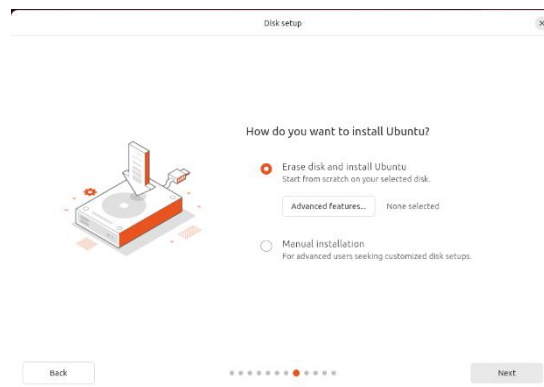 Disk setup
How do you want to install Ubuntu?
Erase disk and install Ubuntu
Start from scratch on your selected disk.
Advanced features... None selected
Manual installation
For advanced users seeking customized disk setups.
Back Next